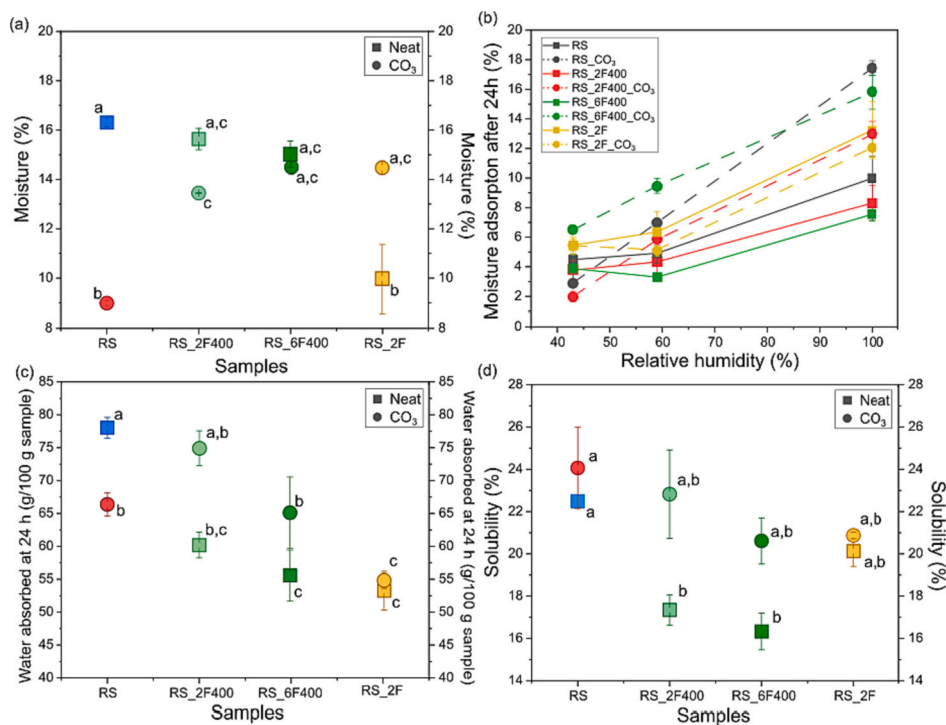 (a)
Neat
CO₃
Moisture (%)
20
18
16
14
12
10
8
a
b
a,c
c
a,c
a,c
a,c
b
20
18
16
14
12
10
8
Moisture (%)
RS
RS_2F400
RS_6F400
RS_2F
Samples
(b)
RS
RS_CO₃
RS_2F400
RS_2F400_CO₃
RS_6F400
RS_6F400_CO₃
RS_2F
RS_2F_CO₃
Moisture adsorpton after 24h (%)
20
18
16
14
12
10
8
6
4
2
0
40
50
60
70
80
90
100
Relative humidity (%)
(c)
Neat
CO₃
Water absorbed at 24 h (g/100 g sample)
85
80
75
70
65
60
55
50
45
40
a
b
a,b
b,c
b
c
c
c
85
80
75
70
65
60
55
50
45
40
Water absorbed at 24 h (g/100 g sample)
RS
RS_2F400
RS_6F400
RS_2F
Samples
(d)
Neat
CO₃
Solubility (%)
28
26
24
22
20
18
16
14
a
a
a,b
b
a,b
b
a,b
a,b
28
26
24
22
20
18
16
14
Solubility (%)
RS
RS_2F400
RS_6F400
RS_2F
Samples